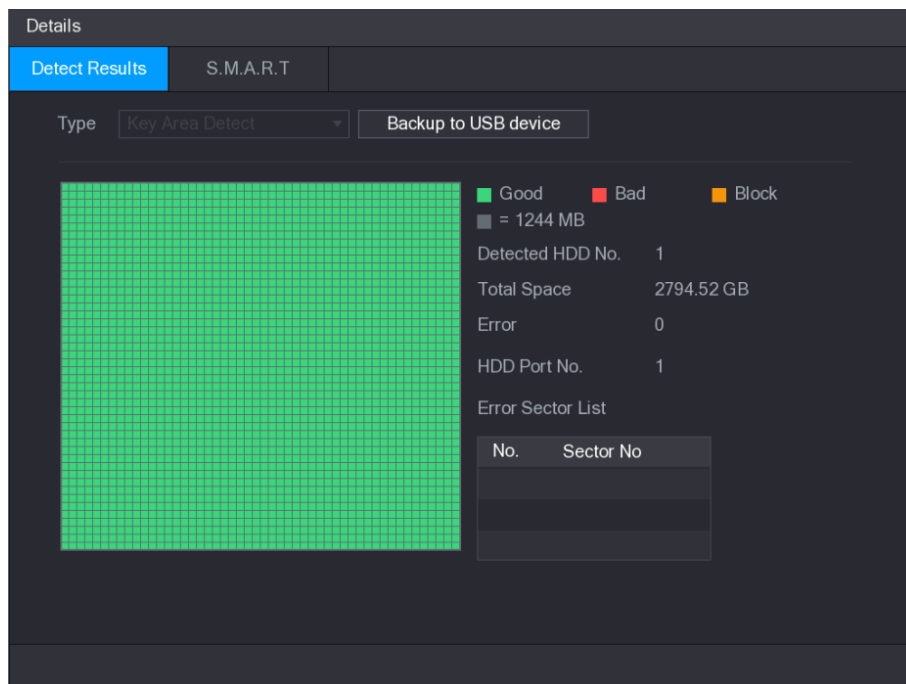 Details
Detect Results
S.M.A.R.T
Type
Key Area Detect
Backup to USB device
Good
Bad
Block
= 1244 MB
Detected HDD No. 1
Total Space 2794.52 GB
Error 0
HDD Port No. 1
Error Sector List
No. Sector No